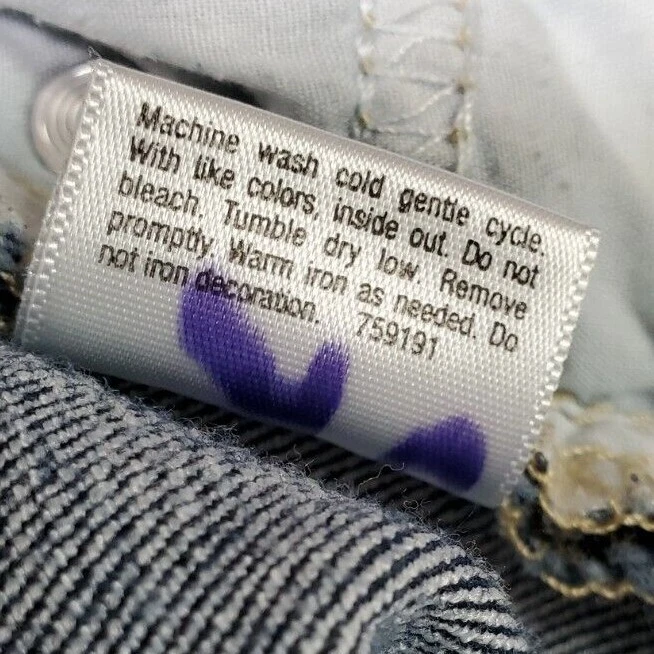 Machine wash cold gentle cycle.
With like colors, inside out. Do not
bleach. Tumble dry low. Remove
promptly. Warm iron as needed. Do
not iron decoration. 759191